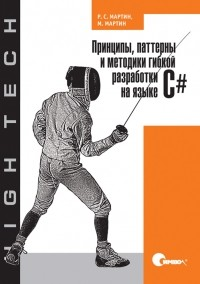 Р. С. МАРТИН,
М. МАРТИН
Принципы, паттерны
и методики гибкой
разработки
на языке C#
HIGH TECH